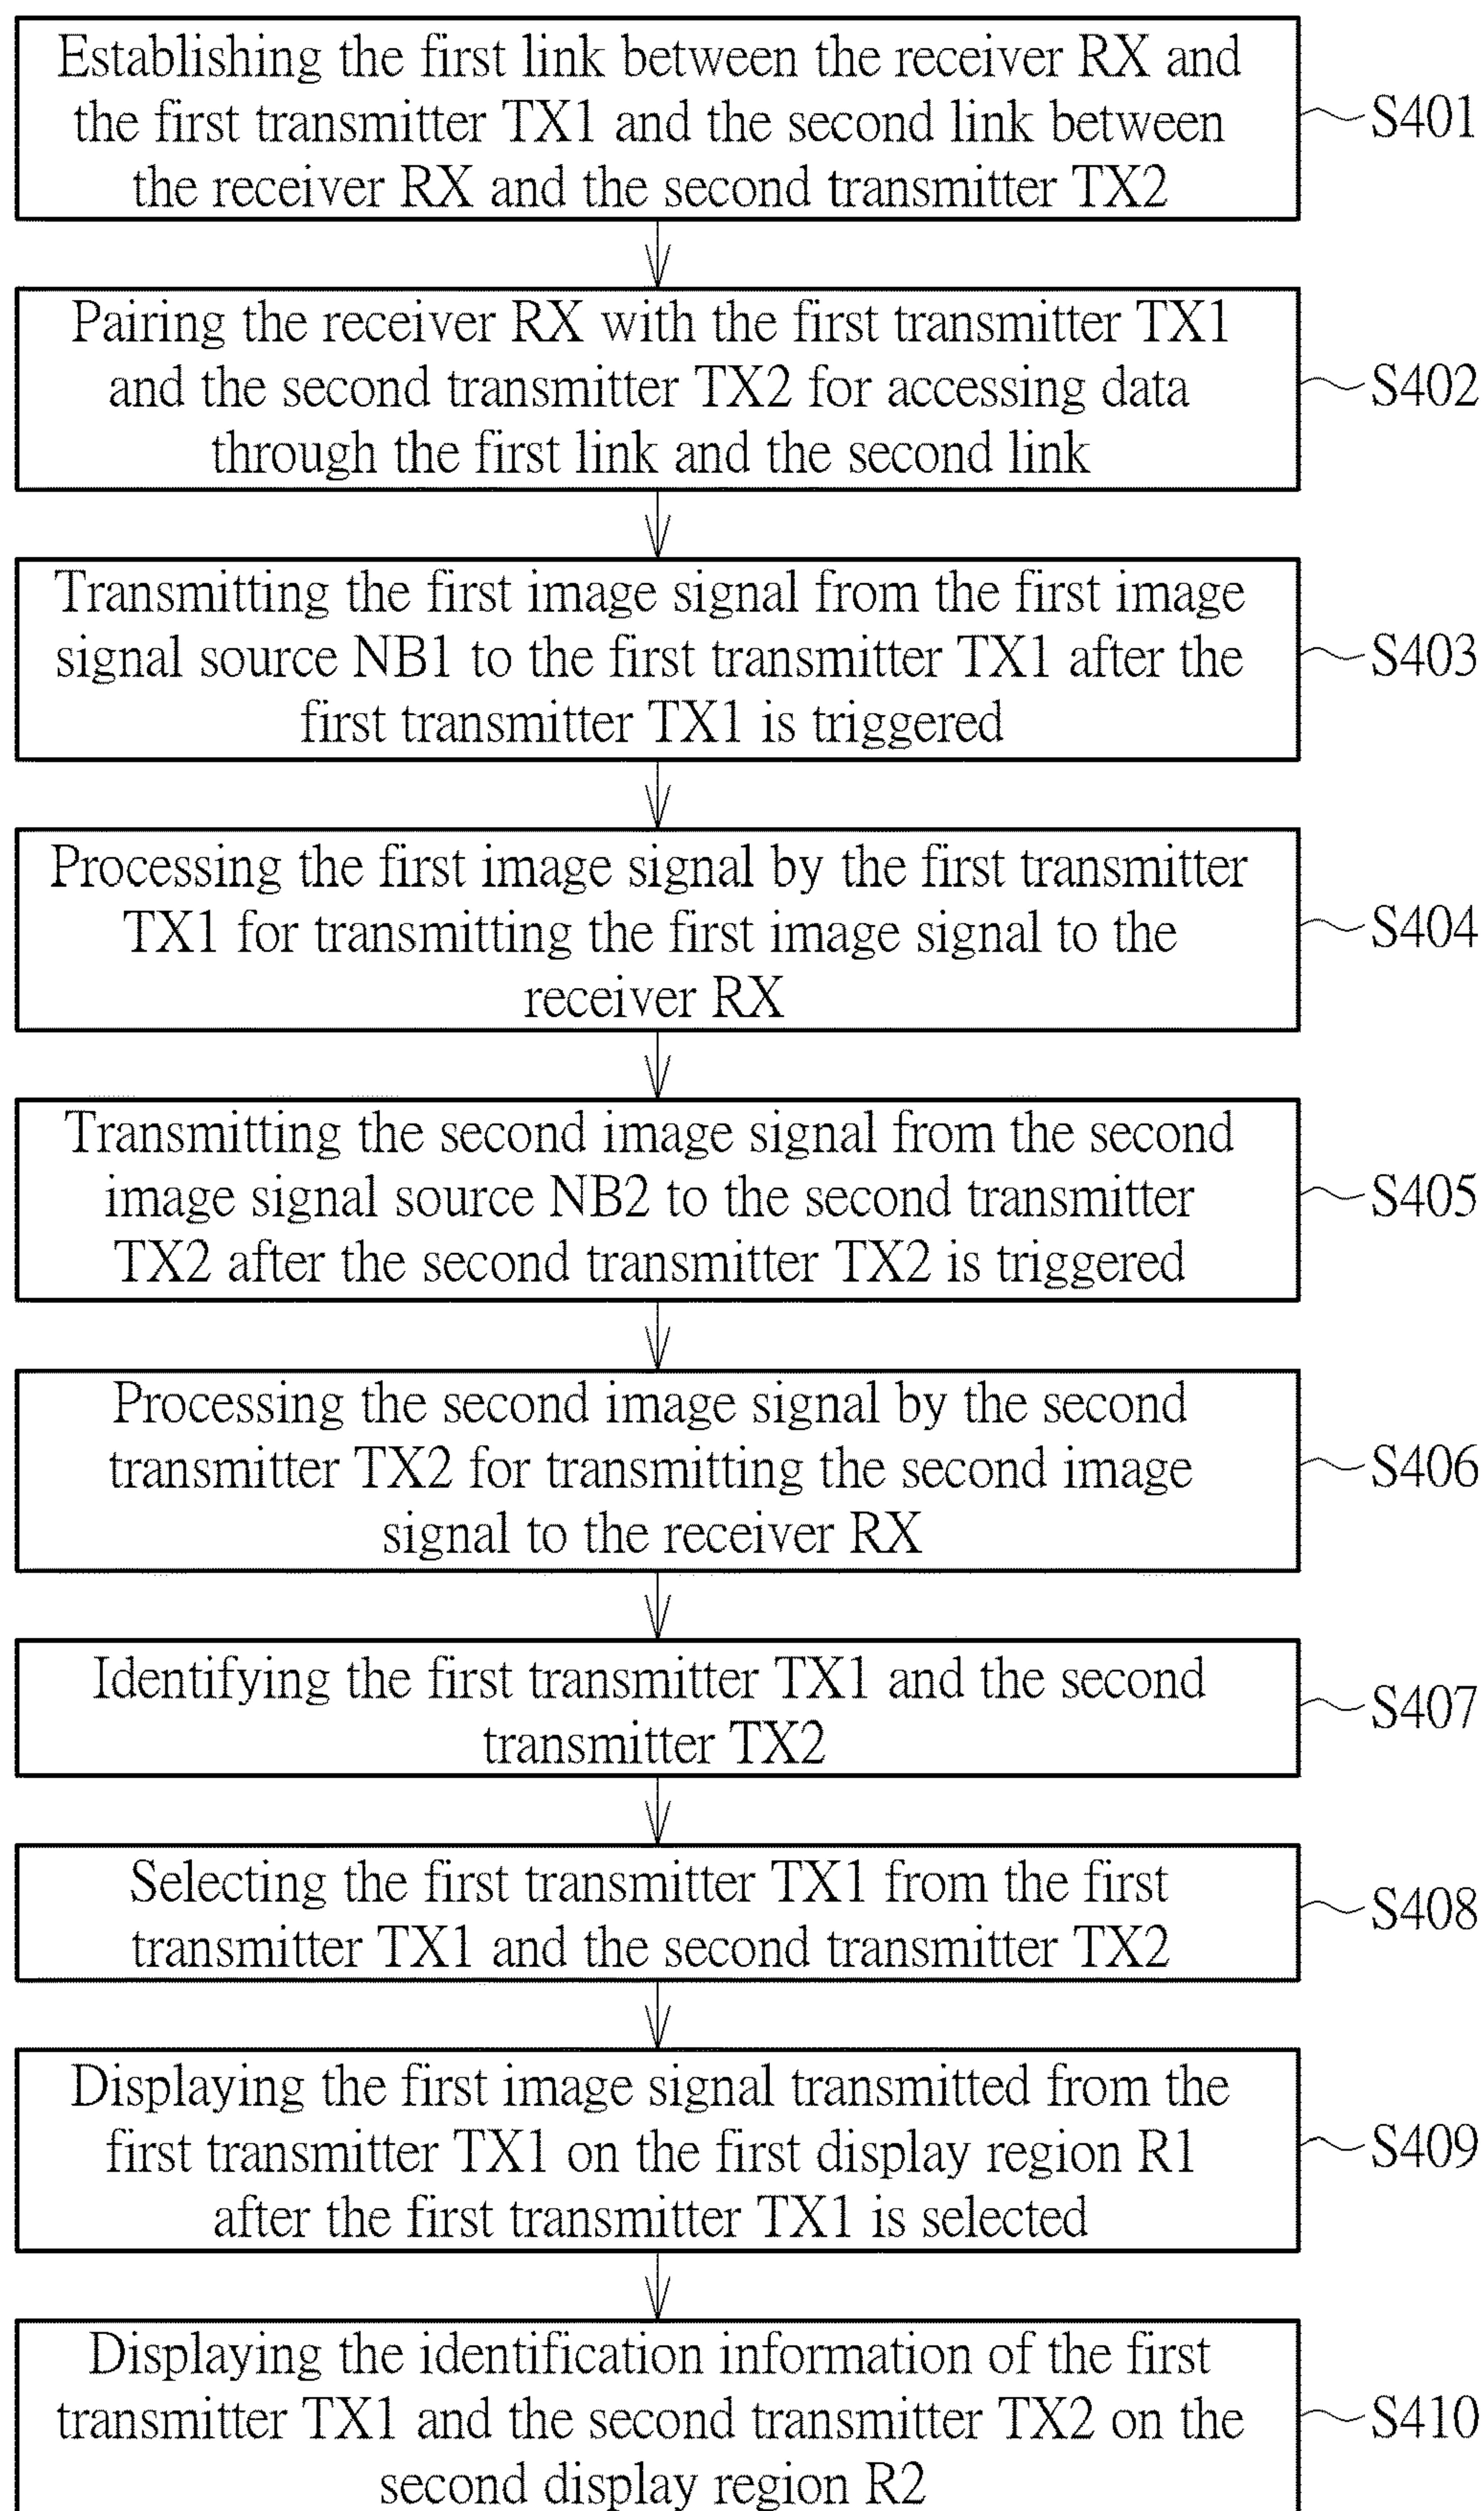 Establishing the first link between the receiver RX and
the first transmitter TX1 and the second link between
the receiver RX and the second transmitter TX2
S401
Pairing the receiver RX with the first transmitter TX1
and the second transmitter TX2 for accessing data
through the first link and the second link
S402
Transmitting the first image signal from the first image
signal source NB1 to the first transmitter TX1 after the
first transmitter TX1 is triggered
S403
Processing the first image signal by the first transmitter
TX1 for transmitting the first image signal to the
receiver RX
S404
Transmitting the second image signal from the second
image signal source NB2 to the second transmitter
TX2 after the second transmitter TX2 is triggered
S405
Processing the second image signal by the second
transmitter TX2 for transmitting the second image
signal to the receiver RX
S406
Identifying the first transmitter TX1 and the second
transmitter TX2
S407
Selecting the first transmitter TX1 from the first
transmitter TX1 and the second transmitter TX2
S408
Displaying the first image signal transmitted from the
first transmitter TX1 on the first display region R1
after the first transmitter TX1 is selected
S409
Displaying the identification information of the first
transmitter TX1 and the second transmitter TX2 on the
second display region R2
S410